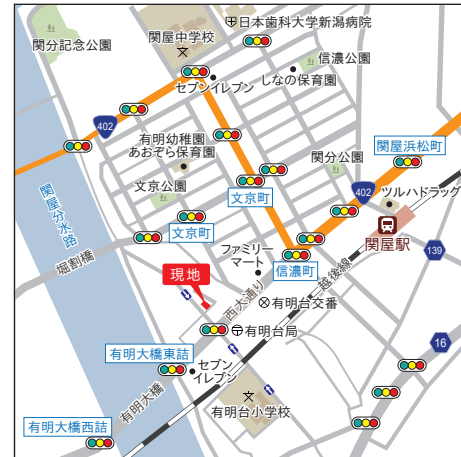 関分記念公園
日本歯科大学新潟病院
関屋中学校
信濃公園
セブンイレブン
しなの保育園
402
有明幼稚園
あおぞら保育園
関屋浜松町
関分公園
文京公園
文京町
402
ツルハドラッグ
関屋分水路
文京町
関屋駅
堀割橋
ファミリー
マート
信濃町
越後線
139
現地
西大通り
有明台交番
有明台局
16
有明大橋東詰
セブン
イレブン
有明大橋
有明台小学校
有明大橋西詰